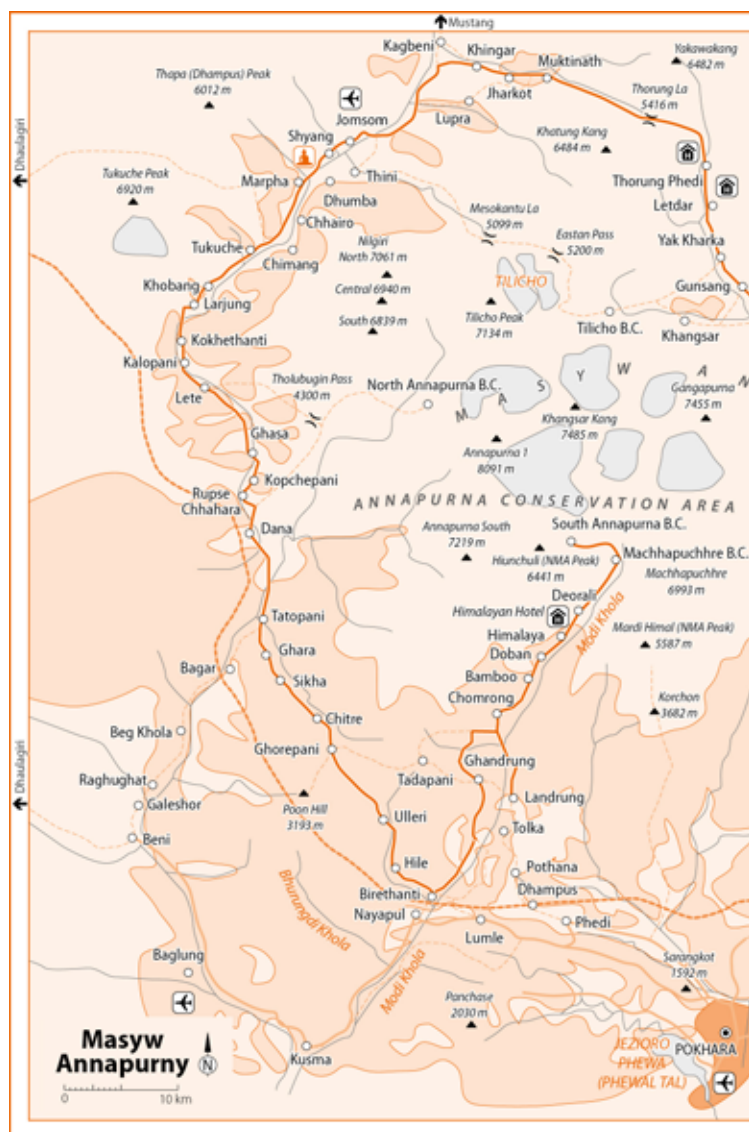 Mustang
Kagbeni
Khingar
Yakawakang
6482 m
Muktinath
Thapa (Dhampus) Peak
6012 m
Jharkot
Thorung La
5416 m
Jomsom
Lupra
Dhaulagiri
Shyang
Khatung Kang
6484 m
Tukuche Peak
6920 m
Marpha
Thini
Thorung Phedi
Dhumba
Letdar
Chhairo
Mesokantu La
5099 m
Nilgiri
North 7061 m
Eastan Pass
5200 m
Yak Kharka
Tukuche
Chimang
Khobang
Central 6940 m
TILICHO
Gunsang
Larjung
South 6839 m
Tilicho Peak
7134 m
Tilicho B.C.
Khangsar
Kokhethanti
Kalopani
Tholubugin Pass
4300 m
North Annapurna B.C.
MASYW AN
Gangapurna
7455 m
Lete
Khangsar Kang
7485 m
Ghasa
Annapurna 1
8091 m
Kopchepani
Rupse
Chhahara
ANNAPURNA CONSERVATION AREA
Dana
Annapurna South
7219 m
South Annapurna B.C.
Hiunchuli (NMA Peak)
6441 m
Machhapuchhre B.C.
Machhapuchhre
6993 m
Deorali
Tatopani
Himalayan Hotel
Modi Khola
Himalaya
Mardi Himal (NMA Peak)
5587 m
Ghara
Doban
Bagar
Sikha
Bamboo
Chomrong
Korchon
3682 m
Chitre
Beg Khola
Ghorepani
Ghandrung
Tadapani
Raghughat
Dhaulagiri
Galeshor
Poon Hill
3193 m
Landrung
Ulleri
Tolka
Beni
Hile
Pothana
Birethanti
Dhampus
Bhurungdi Khola
Nayapul
Lumle
Phedi
Baglung
Modi Khola
Sarangkot
1592 m
Panchase
2030 m
Masyw
Annapurny
N
0 10 km
Kusma
JEZIORO
PHEWA
(PHEWAL TAL)
POKHARA